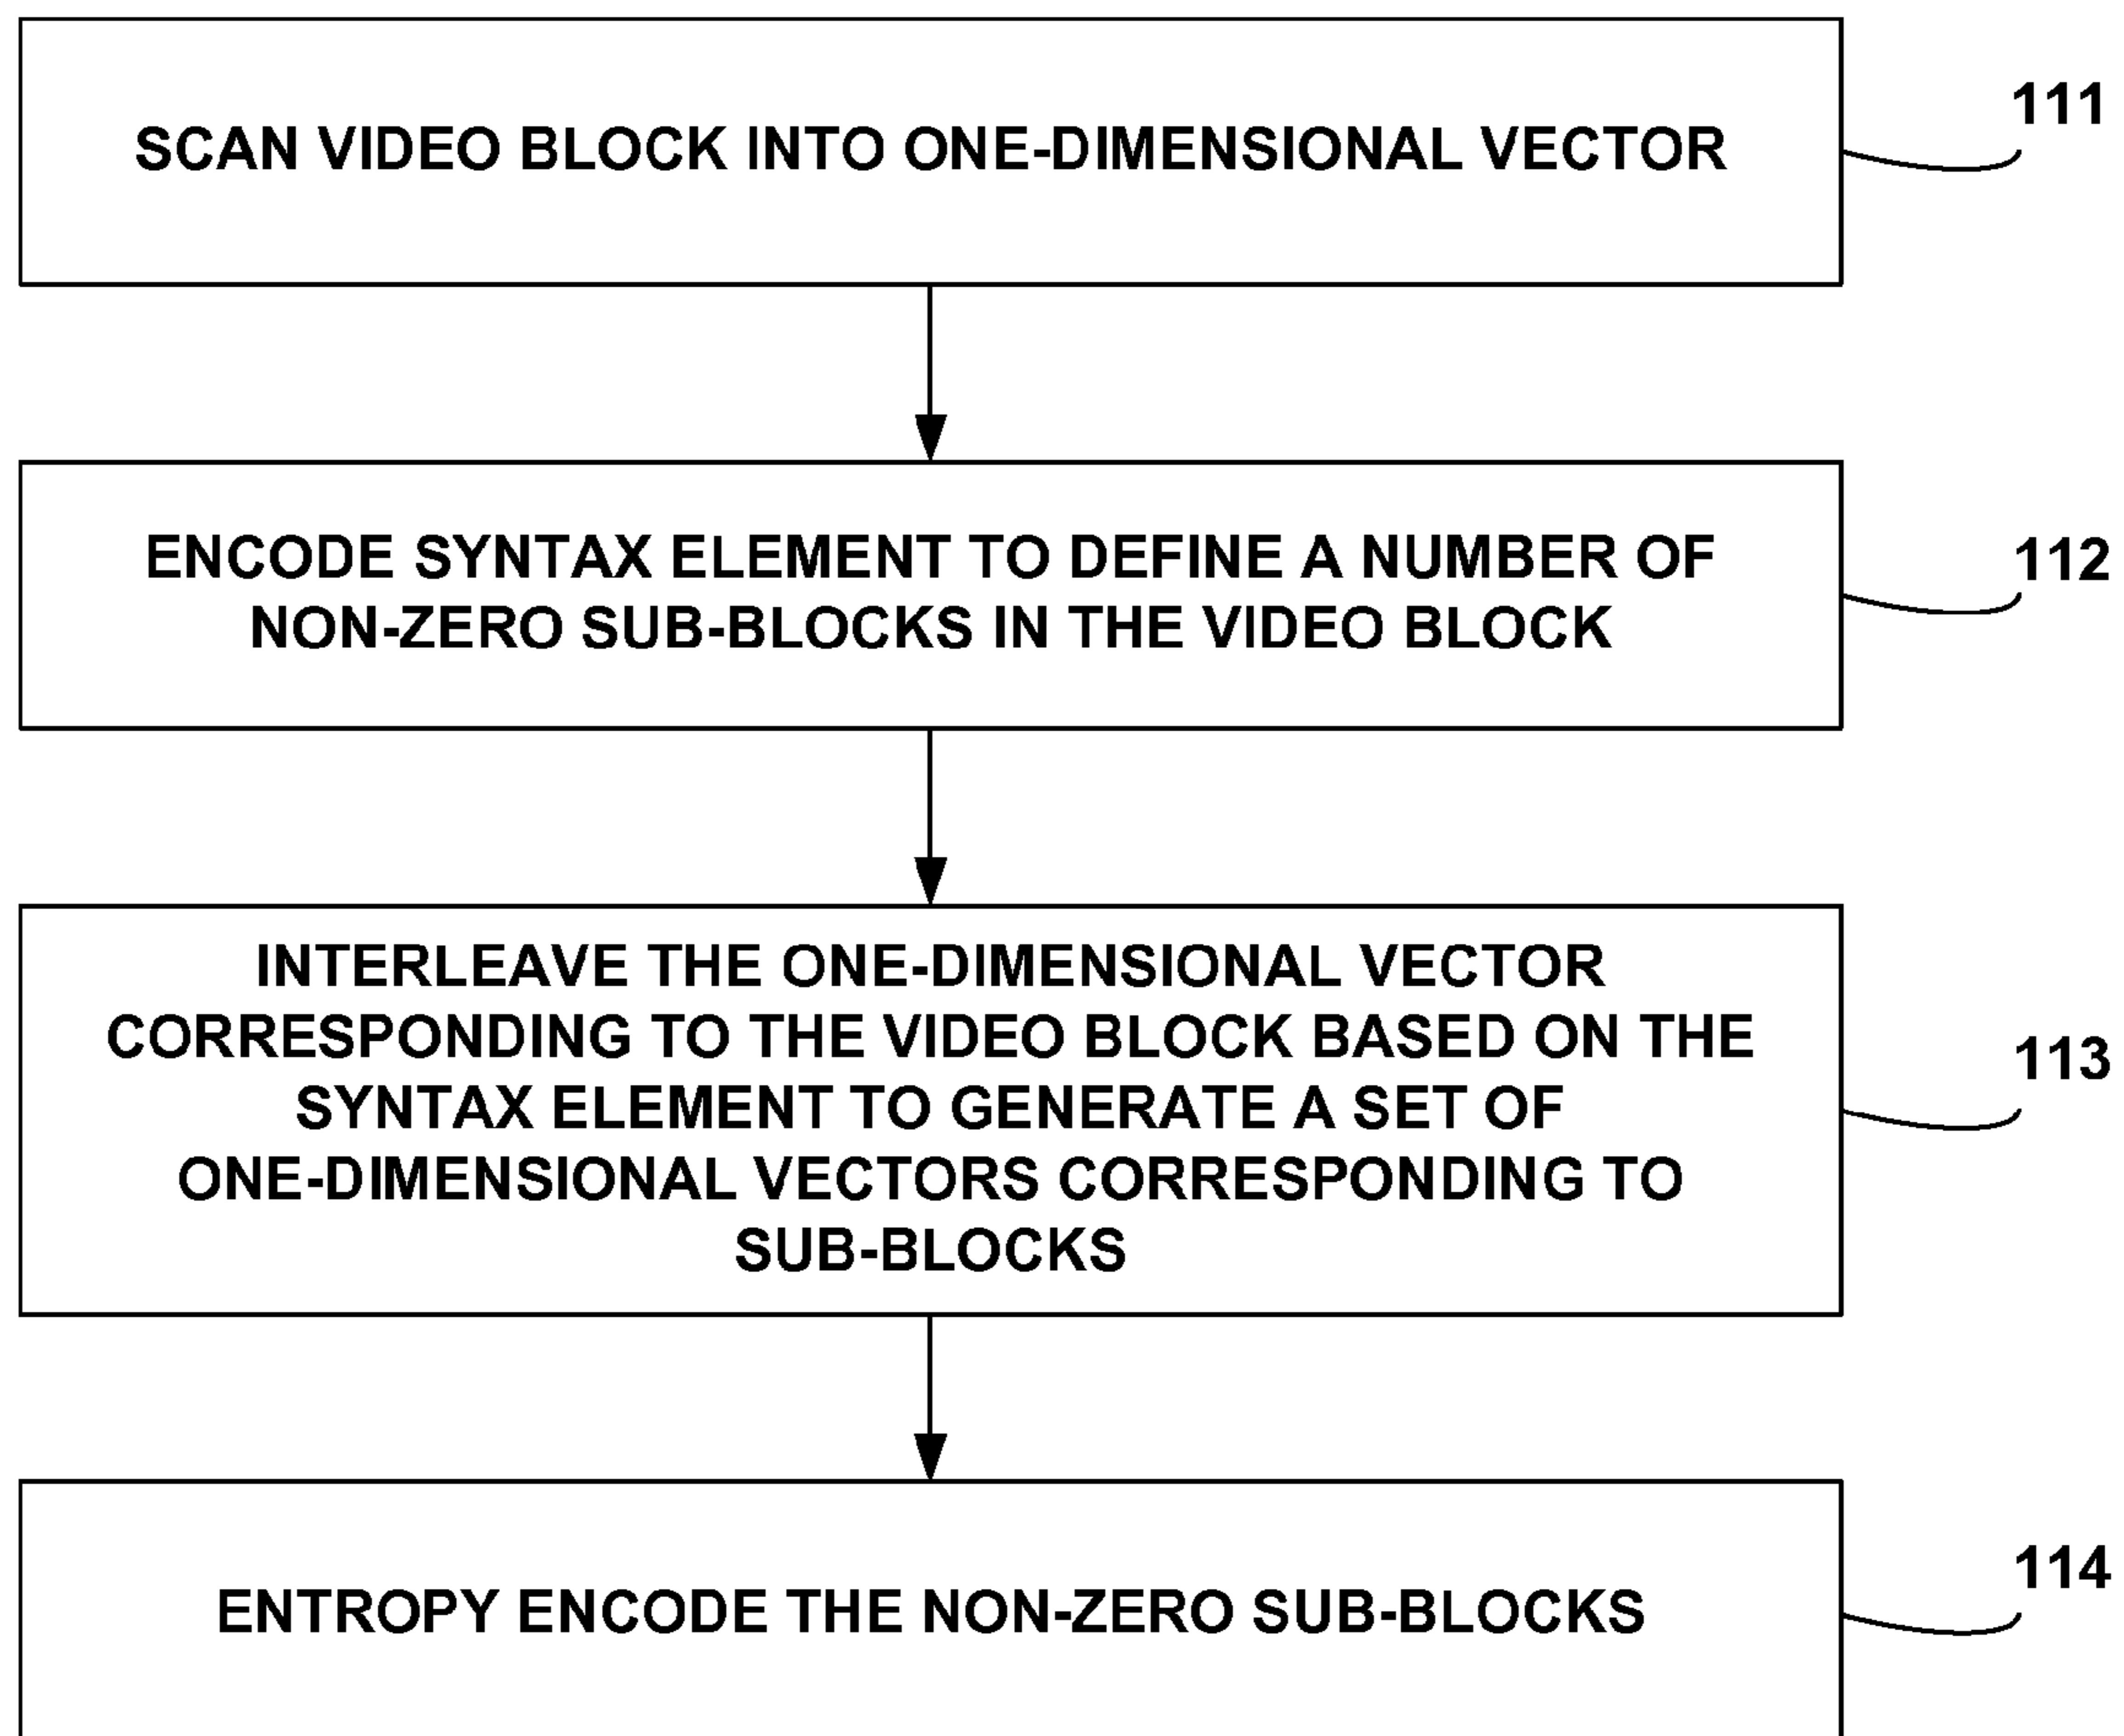 SCAN VIDEO BLOCK INTO ONE-DIMENSIONAL VECTOR
111
ENCODE SYNTAX ELEMENT TO DEFINE A NUMBER OF
NON-ZERO SUB-BLOCKS IN THE VIDEO BLOCK
112
INTERLEAVE THE ONE-DIMENSIONAL VECTOR
CORRESPONDING TO THE VIDEO BLOCK BASED ON THE
SYNTAX ELEMENT TO GENERATE A SET OF
ONE-DIMENSIONAL VECTORS CORRESPONDING TO
SUB-BLOCKS
113
ENTROPY ENCODE THE NON-ZERO SUB-BLOCKS
114